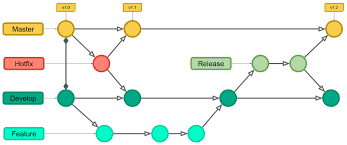 v1.0
v1.1
v1.2
Master
Hotfix
Release
Develop
Feature